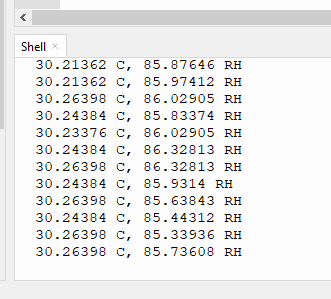 Shell ×
30.21362 C, 85.87646 RH
30.21362 C, 85.97412 RH
30.26398 C, 86.02905 RH
30.24384 C, 85.83374 RH
30.23376 C, 86.02905 RH
30.24384 C, 86.32813 RH
30.26398 C, 86.32813 RH
30.24384 C, 85.9314 RH
30.26398 C, 85.63843 RH
30.24384 C, 85.44312 RH
30.26398 C, 85.33936 RH
30.26398 C, 85.73608 RH